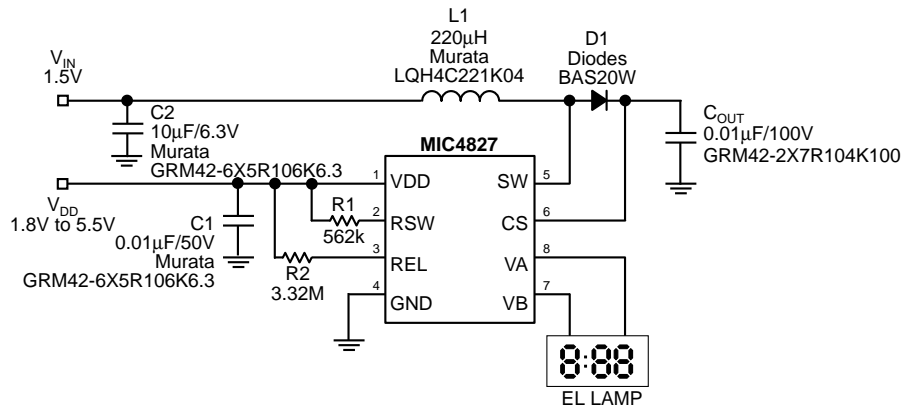 L1
220µH
Murata
LQH4C221K04
D1
Diodes
BAS20W
VIN
1.5V
C2
10µF/6.3V
Murata
GRM42-6X5R106K6.3
COUT
0.01µF/100V
GRM42-2X7R104K100
MIC4827
1 VDD SW 5
2 RSW CS 6
3 REL VA 8
4 GND VB 7
VDD
1.8V to 5.5V
C1
0.01µF/50V
Murata
GRM42-6X5R106K6.3
R1
562k
R2
3.32M
8:88
EL LAMP